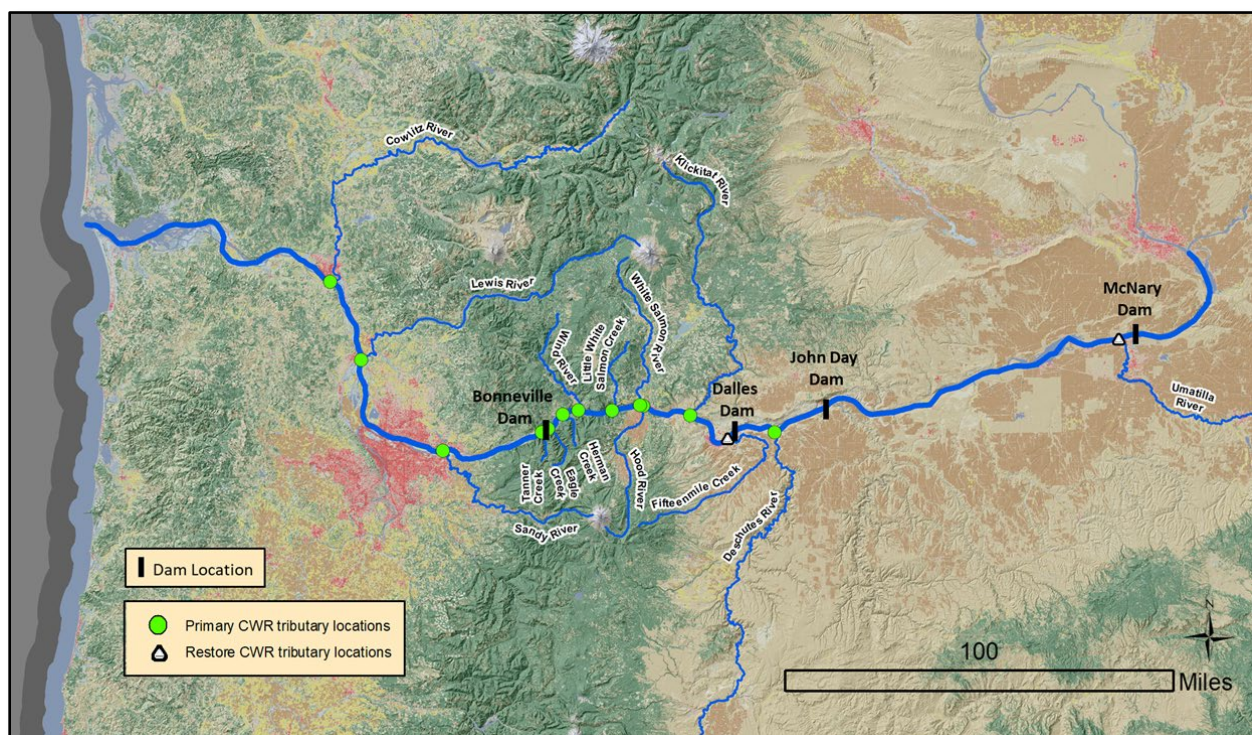 Cowlitz River
Klickitat River
Lewis River
White Salmon River
Wind
River
Little White
Salmon Creek
McNary
Dam
John Day
Dam
Dalles
Dam
Bonneville
Dam
Umatilla
River
Tanner
Creek
Eagle
Creek
Herman
Creek
Hood River
Fifteenmile Creek
Sandy River
Deschutes River
Dam Location
Primary CWR tributary locations
Restore CWR tributary locations
N
100
Miles